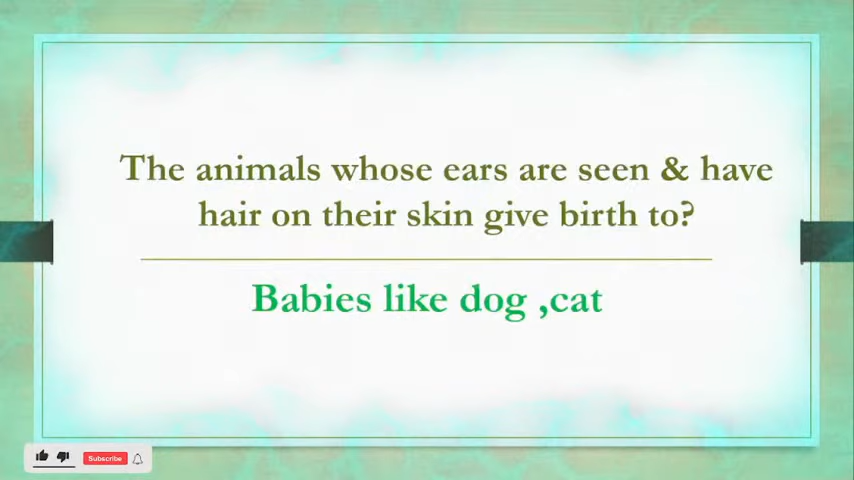 The animals whose ears are seen & have
hair on their skin give birth to?
Babies like dog ,cat
Subscribe